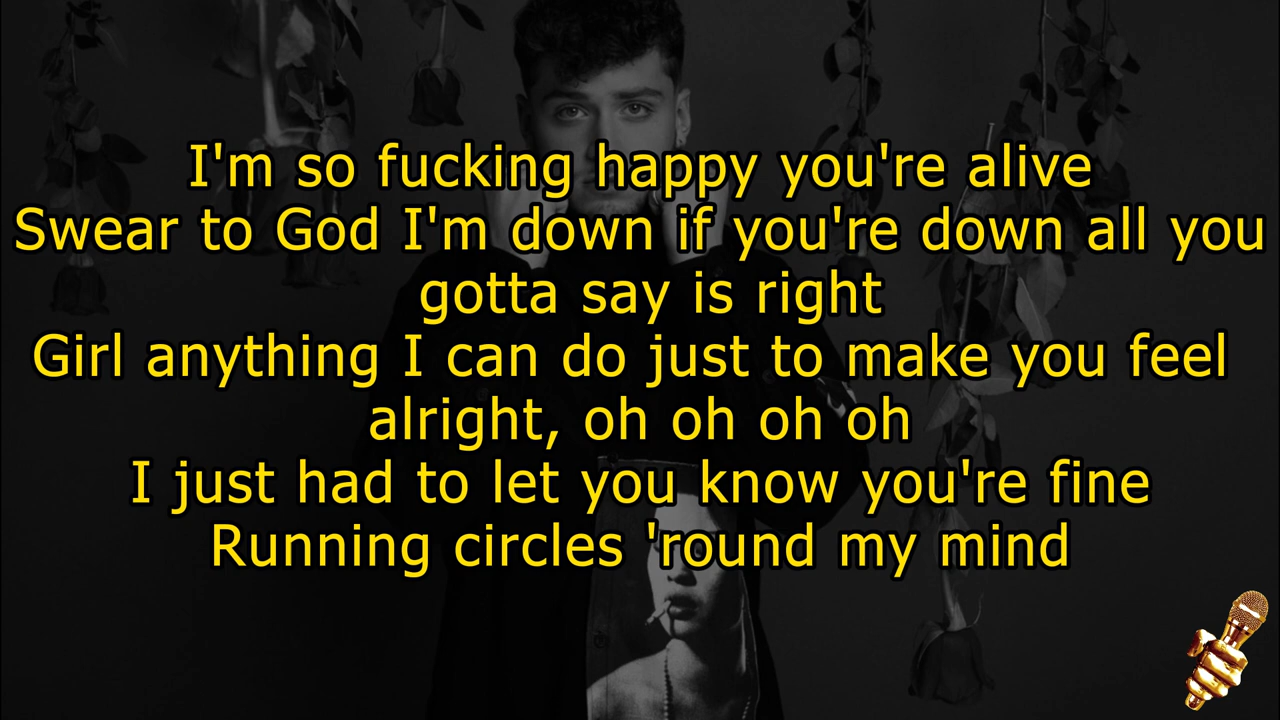 I'm so fucking happy you're alive
Swear to God I'm down if you're down all you
gotta say is right
Girl anything I can do just to make you feel
alright, oh oh oh oh
I just had to let you know you're fine
Running circles 'round my mind